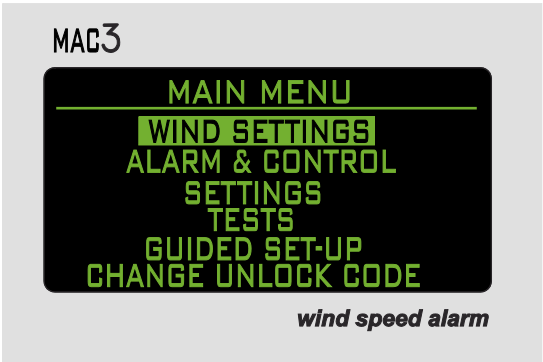 MAC3
MAIN MENU
WIND SETTINGS
ALARM & CONTROL
SETTINGS
TESTS
GUIDED SET-UP
CHANGE UNLOCK CODE
wind speed alarm